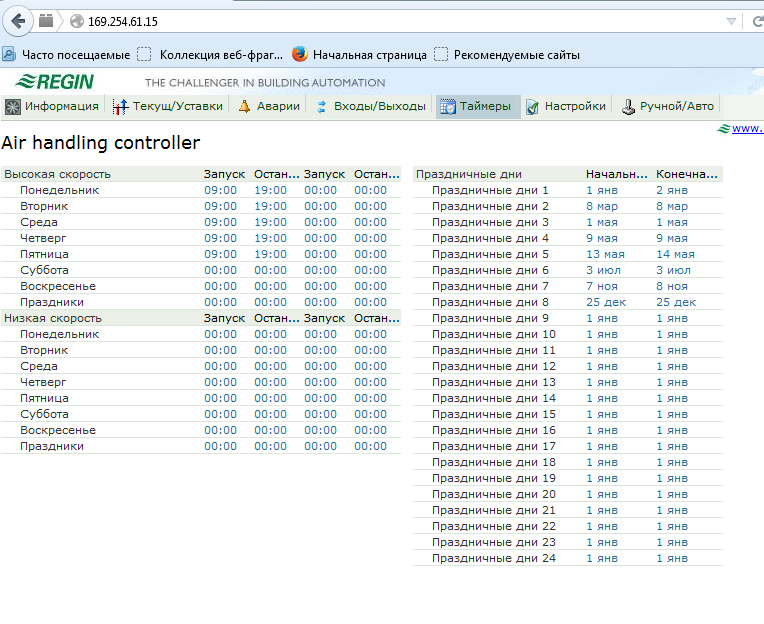 169.254.61.15
Часто посещаемые Коллекция веб-фраг... Начальная страница Рекомендуемые сайты
REGIN THE CHALLENGER IN BUILDING AUTOMATION
Информация Текущ/Уставки Аварии Входы/Выходы Таймеры Настройки Ручной/Авто
www.
Air handling controller
Высокая скорость Запуск Остан... Запуск Остан...
Понедельник 09:00 19:00 00:00 00:00
Вторник 09:00 19:00 00:00 00:00
Среда 09:00 19:00 00:00 00:00
Четверг 09:00 19:00 00:00 00:00
Пятница 09:00 19:00 00:00 00:00
Суббота 00:00 00:00 00:00 00:00
Воскресенье 00:00 00:00 00:00 00:00
Праздники 00:00 00:00 00:00 00:00
Низкая скорость Запуск Остан... Запуск Остан...
Понедельник 00:00 00:00 00:00 00:00
Вторник 00:00 00:00 00:00 00:00
Среда 00:00 00:00 00:00 00:00
Четверг 00:00 00:00 00:00 00:00
Пятница 00:00 00:00 00:00 00:00
Суббота 00:00 00:00 00:00 00:00
Воскресенье 00:00 00:00 00:00 00:00
Праздники 00:00 00:00 00:00 00:00
Праздничные дни Начальн... Конечна...
Праздничные дни 1 1 янв 2 янв
Праздничные дни 2 8 мар 8 мар
Праздничные дни 3 1 мая 1 мая
Праздничные дни 4 9 мая 9 мая
Праздничные дни 5 13 мая 14 мая
Праздничные дни 6 3 июл 3 июл
Праздничные дни 7 7 ноя 8 ноя
Праздничные дни 8 25 дек 25 дек
Праздничные дни 9 1 янв 1 янв
Праздничные дни 10 1 янв 1 янв
Праздничные дни 11 1 янв 1 янв
Праздничные дни 12 1 янв 1 янв
Праздничные дни 13 1 янв 1 янв
Праздничные дни 14 1 янв 1 янв
Праздничные дни 15 1 янв 1 янв
Праздничные дни 16 1 янв 1 янв
Праздничные дни 17 1 янв 1 янв
Праздничные дни 18 1 янв 1 янв
Праздничные дни 19 1 янв 1 янв
Праздничные дни 20 1 янв 1 янв
Праздничные дни 21 1 янв 1 янв
Праздничные дни 22 1 янв 1 янв
Праздничные дни 23 1 янв 1 янв
Праздничные дни 24 1 янв 1 янв